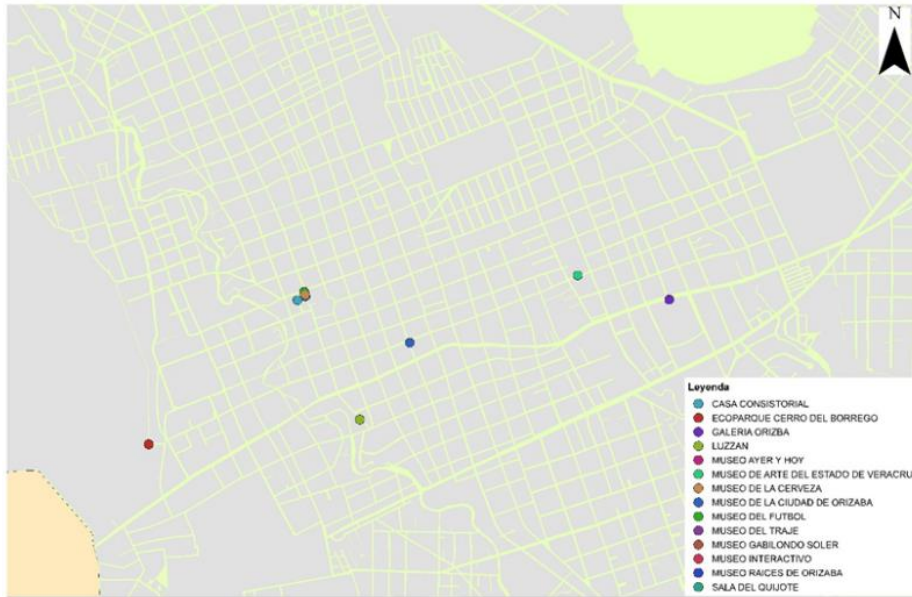 N
Leyenda
CASA CONSISTORIAL
ECOPARQUE CERRO DEL BORREGO
GALERIA ORIZBA
LUZZAN
MUSEO AYER Y HOY
MUSEO DE ARTE DEL ESTADO DE VERACRU
MUSEO DE LA CERVEZA
MUSEO DE LA CIUDAD DE ORIZABA
MUSEO DEL FUTBOL
MUSEO DEL TRAJE
MUSEO GABILONDO SOLER
MUSEO INTERACTIVO
MUSEO RAICES DE ORIZABA
SALA DEL QUIJOTE